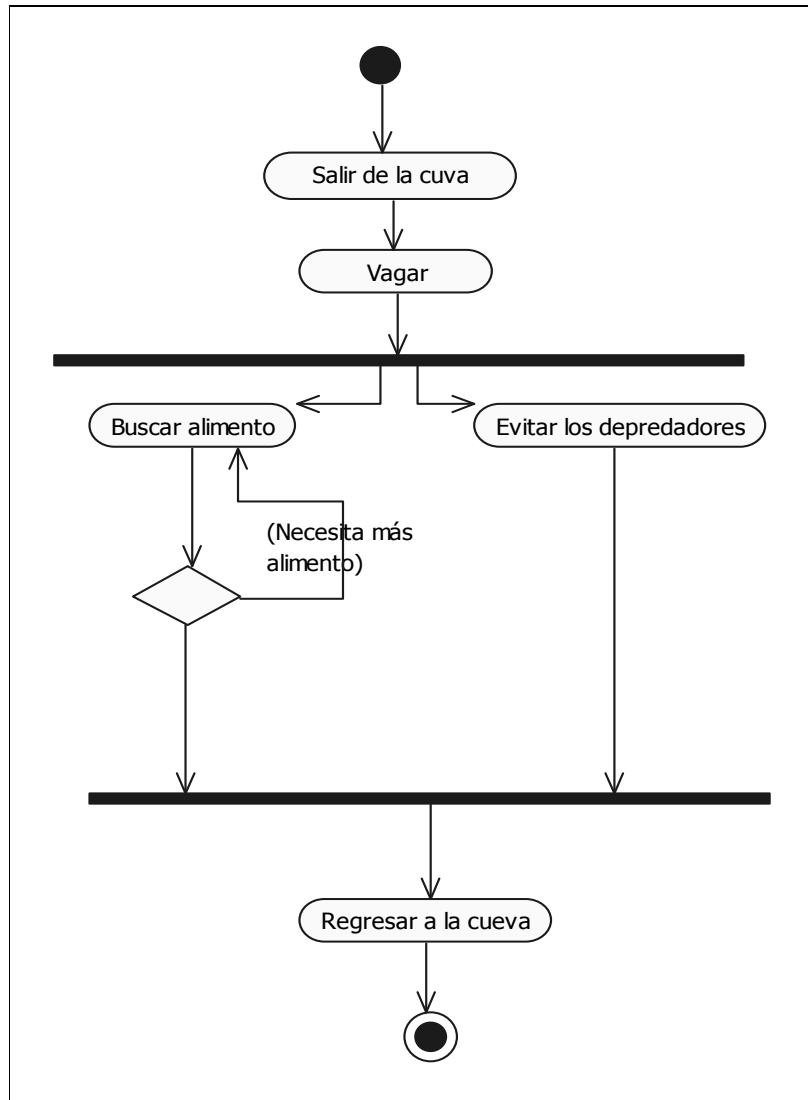 Salir de la cuva
Vagar
Buscar alimento
Evitar los depredadores
(Necesita más
alimento)
Regresar a la cueva